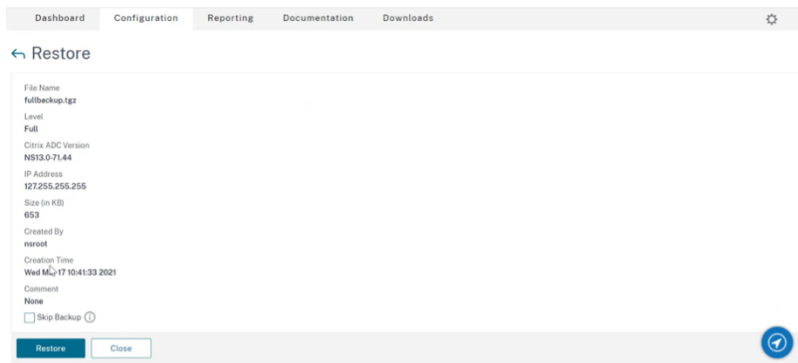 Dashboard Configuration Reporting Documentation Downloads
Restore
File Name
fullbackup.tgz
Level
Full
Citrix ADC Version
NS13.0-71.44
IP Address
127.255.255.255
Size (in KB)
653
Created By
nsroot
Creation Time
Wed 17 10:41:33 2021
Comment
None
Skip Backup
Restore Close